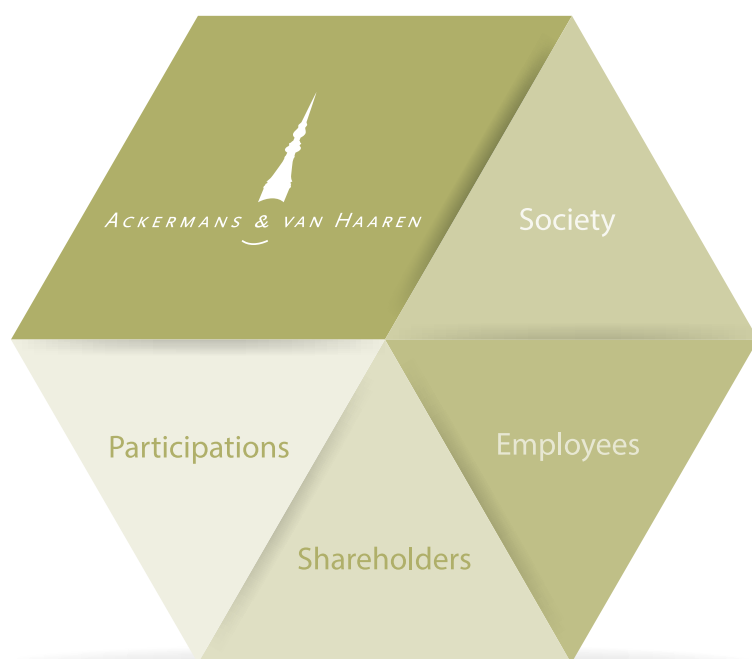 Ackermans & van Haaren
Society
Participations
Employees
Shareholders